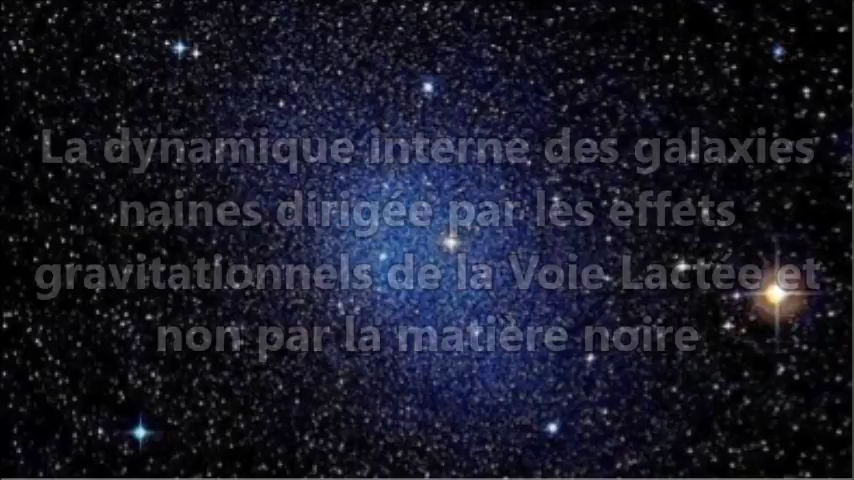 La dynamique interne des galaxies
naines dirigée par les effets
gravitationnels de la Voie Lactée et
non par la matière noire